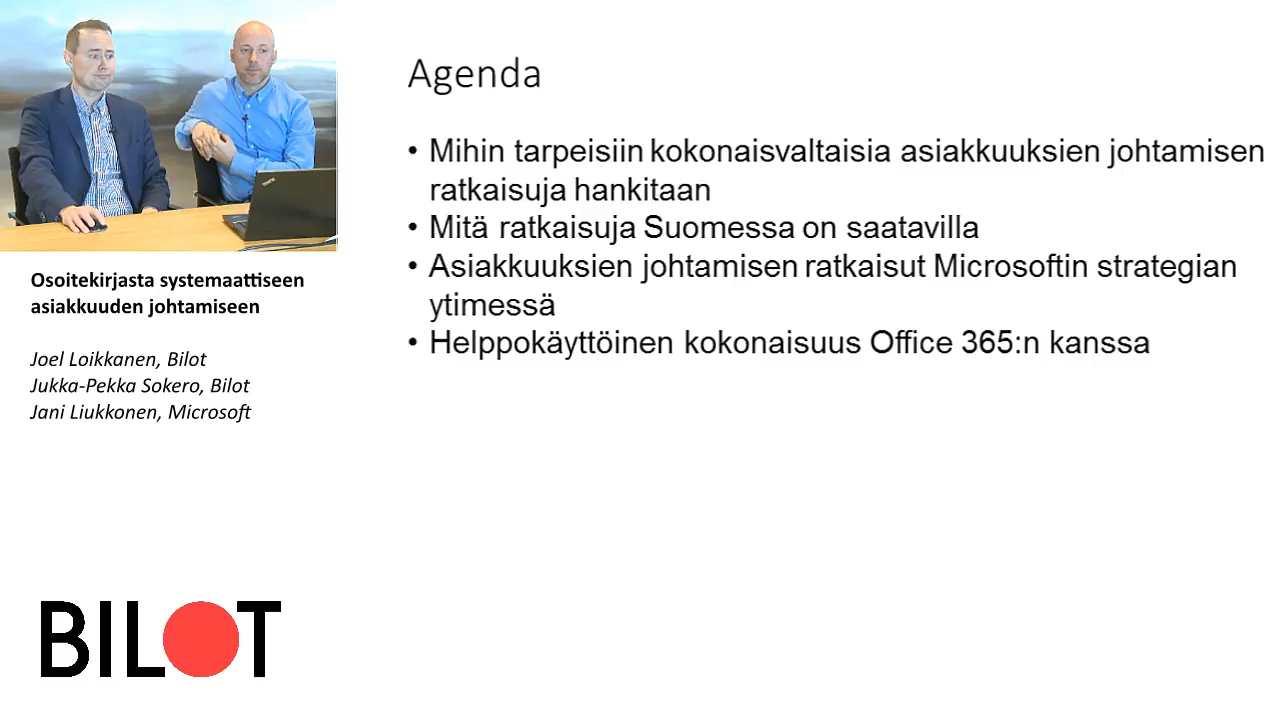 Agenda
• Mihin tarpeisiin kokonaisvaltaisia asiakkuuksien johtamisen
ratkaisuja hankitaan
• Mitä ratkaisuja Suomessa on saatavilla
• Asiakkuuksien johtamisen ratkaisut Microsoftin strategian
ytimessä
• Helppokäyttöinen kokonaisuus Office 365:n kanssa
Osoitekirjasta systemaattiseen
asiakkuuden johtamiseen
Joel Loikkanen, Bilot
Jukka-Pekka Sokero, Bilot
Jani Liukkonen, Microsoft
BILOT